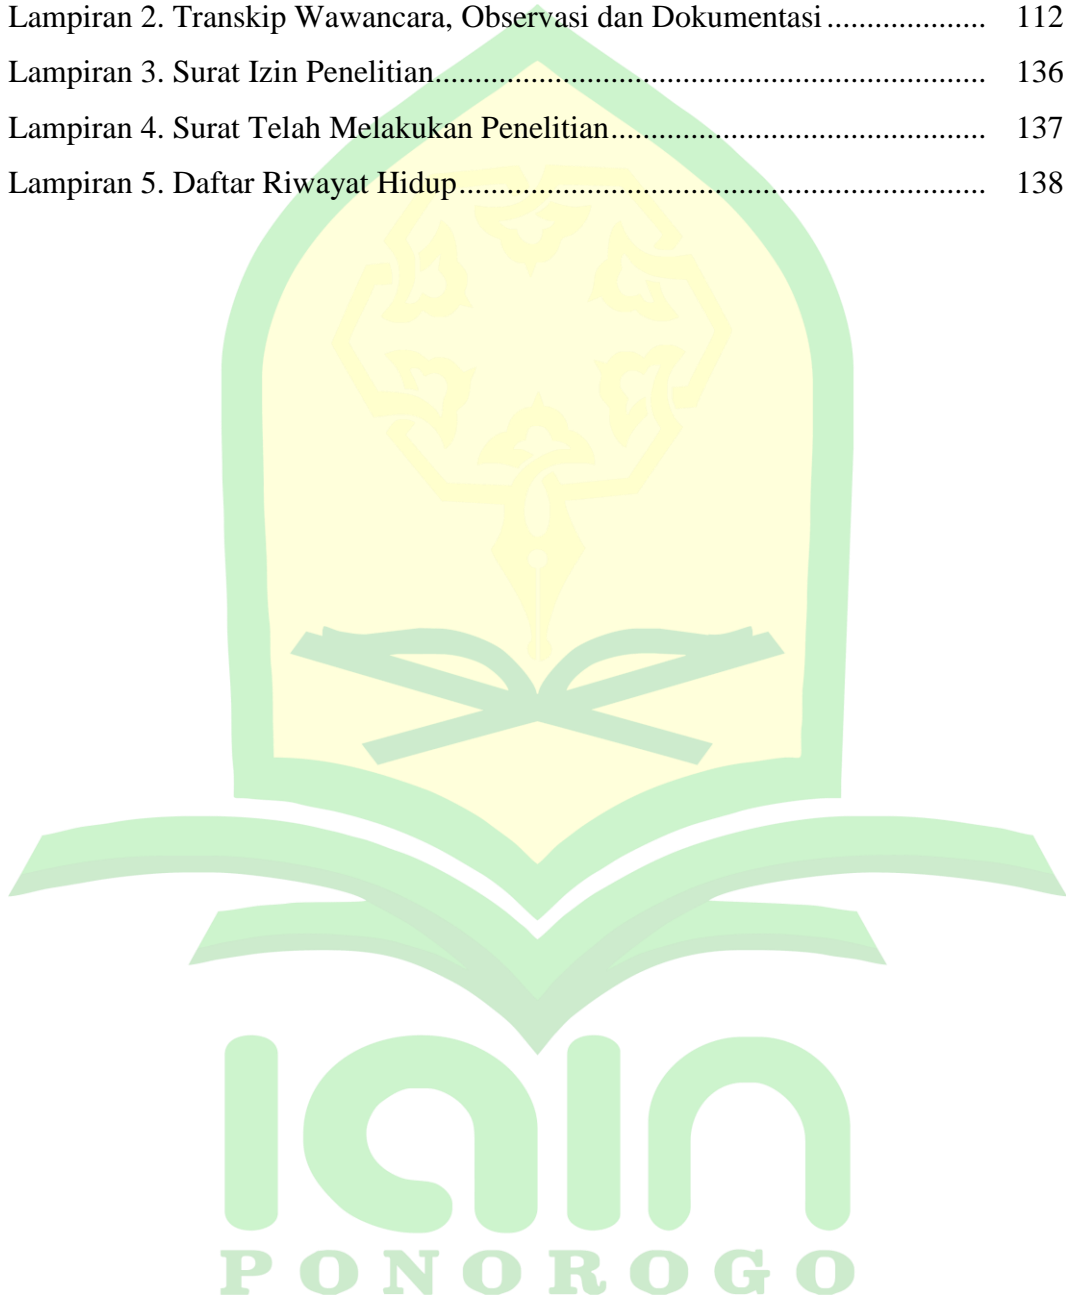 Lampiran 2. Transkip Wawancara, Observasi dan Dokumentasi ................... 112
Lampiran 3. Surat Izin Penelitian.................................................................. 136
Lampiran 4. Surat Telah Melakukan Penelitian............................................. 137
Lampiran 5. Daftar Riwayat Hidup............................................................... 138
iain
PONOROGO